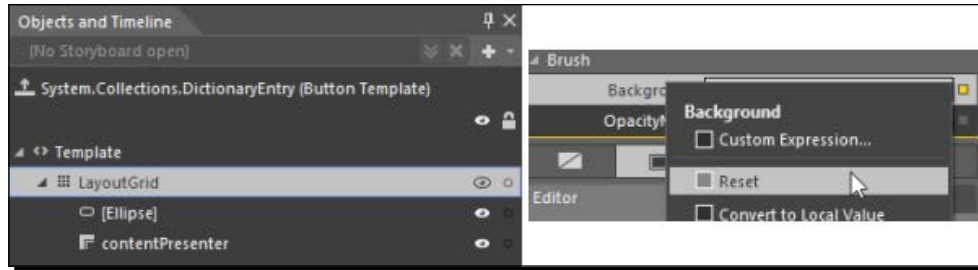 Objects and Timeline
(No Storyboard open)
System.Collections.DictionaryEntry (Button Template)
Template
LayoutGrid
[Ellipse]
contentPresenter
Brush
Backgro
OpacityM
Editor
Background
Custom Expression...
Reset
Convert to Local Value